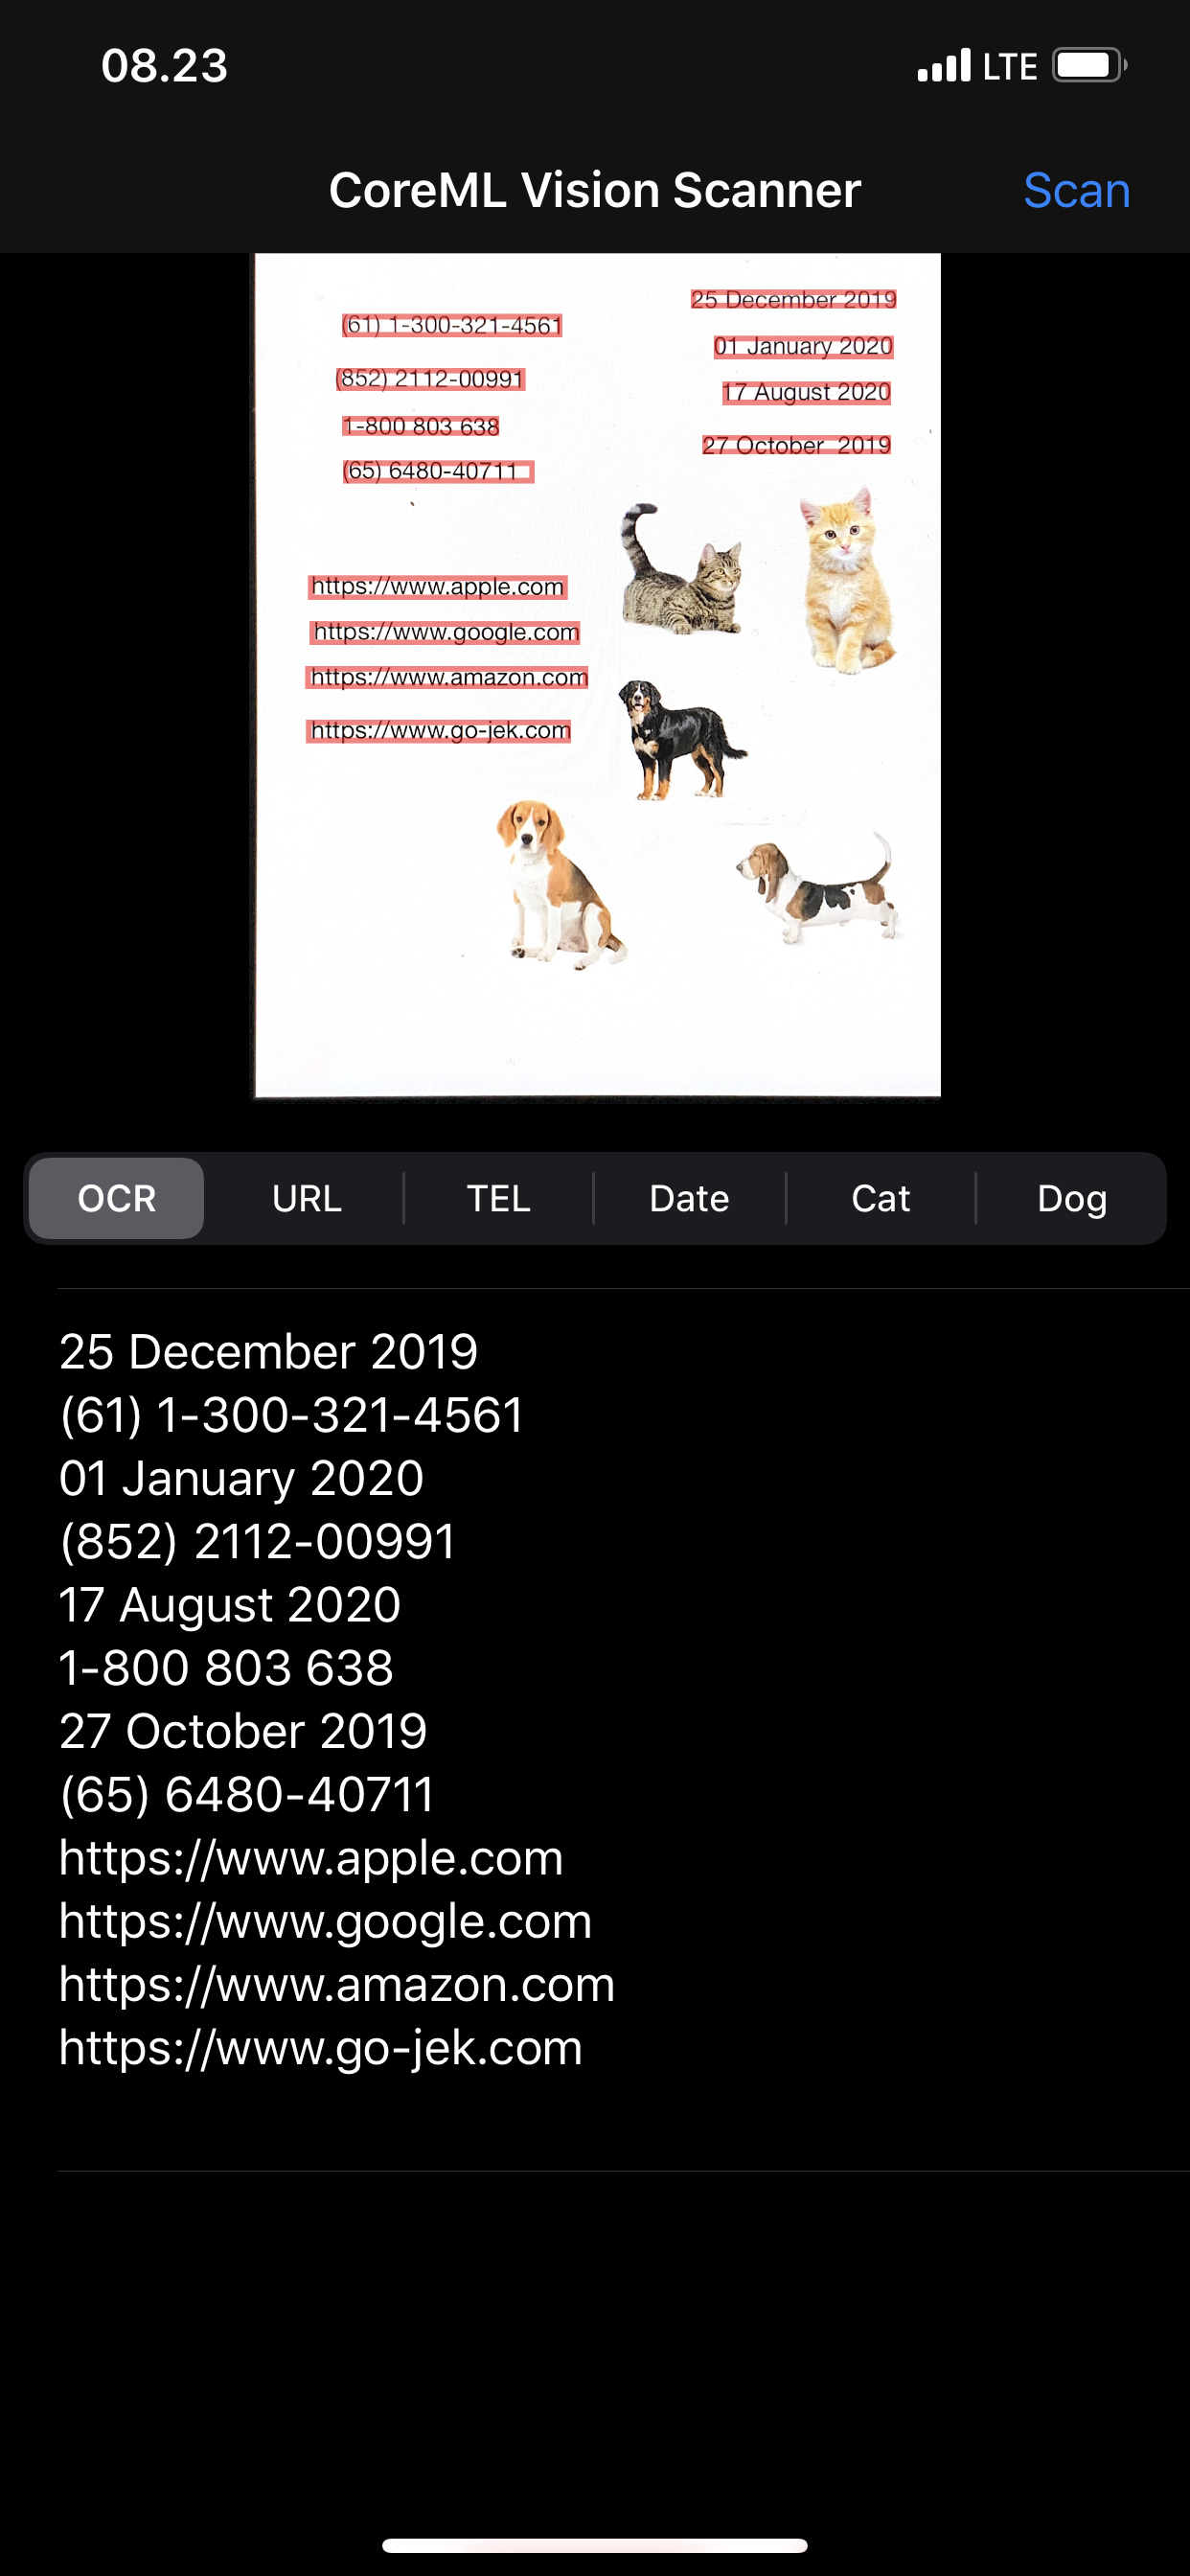 08.23
LTE
CoreML Vision Scanner
Scan
(61) 1-300-321-4561
(852) 2112-00991
1-800 803 638
(65) 6480-40711
25 December 2019
01 January 2020
17 August 2020
27 October 2019
https://www.apple.com
https://www.google.com
https://www.amazon.com
https://www.go-jek.com
OCR
URL
TEL
Date
Cat
Dog
25 December 2019
(61) 1-300-321-4561
01 January 2020
(852) 2112-00991
17 August 2020
1-800 803 638
27 October 2019
(65) 6480-40711
https://www.apple.com
https://www.google.com
https://www.amazon.com
https://www.go-jek.com